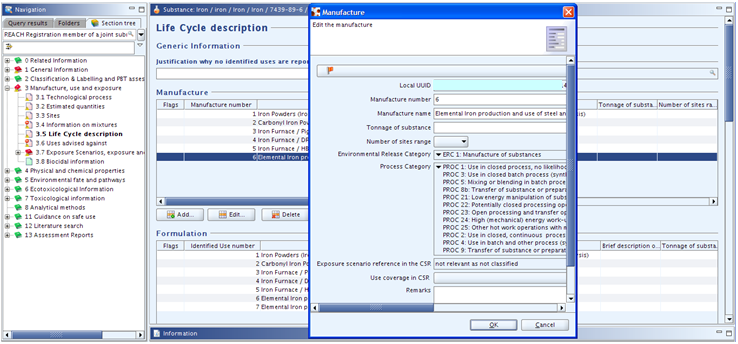 Navigation
Query results Folders Section tree
REACH Registration member of a joint subi
0 Related Information
1 General Information
2 Classification & Labelling and PBT asses
3 Manufacture, use and exposure
3.1 Technological process
3.2 Estimated quantities
3.3 Sites
3.4 Information on mixtures
3.5 Life Cycle description
3.6 Uses advised against
3.7 Exposure Scenarios, exposure an
3.8 Biocidal information
4 Physical and chemical properties
5 Environmental fate and pathways
6 Ecotoxicological Information
7 Toxicological information
8 Analytical methods
11 Guidance on safe use
12 Literature search
13 Assessment Reports
Substance: Iron / iron / Iron / Iron / 7439-89-6 /
Life Cycle description
Generic Information
Justification why no identified uses are repo
Manufacture
Flags Manufacture number Tonnage of substa... Number of sites ra...
1 Iron Powders (Iro
2 Carbonyl Iron Pow
3 Iron Furnace / Pig
4 Iron Furnace / DR
5 Iron Furnace / HB
6 Elemental Iron pro
Add... Edit... Delete
Formulation
Flags Identified Use number Brief description o... Tonnage of substa...
1 Iron Powders (Iro
2 Carbonyl Iron Pow
3 Iron Furnace / Pi
4 Iron Furnace / D
5 Iron Furnace / H
6 Elemental Iron p
7 Elemental Iron p
Information
Manufacture
Edit the manufacture
Local UUID
Manufacture number 6
Manufacture name Elemental Iron production and use of steel an
Tonnage of substance
Number of sites range
Environmental Release Category ERC 1: Manufacture of substances
Process Category PROC 1: Use in closed process, no likelihoo
PROC 3: Use in closed batch process (synt
PROC 5: Mixing or blending in batch proces
PROC 8b: Transfer of substance or prepara
PROC 21: Low energy manipulation of subs
PROC 22: Potentially closed processing ope
PROC 23: Open processing and transfer op
PROC 24: High (mechanical) energy work-u
PROC 25: Other hot work operations with m
PROC 2: Use in closed, continuous process
PROC 4: Use in batch and other process (sy
PROC 9: Transfer of substance or preparat
Exposure scenario reference in the CSR not relevant as not classified
Use coverage in CSR
Remarks
OK Cancel